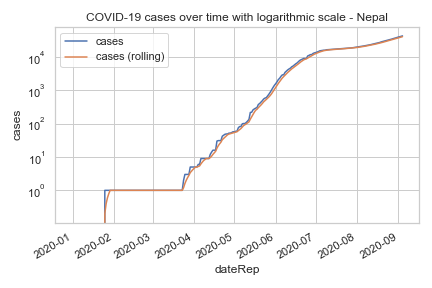 COVID-19 cases over time with logarithmic scale - Nepal
cases
cases (rolling)
10⁴
10³
10²
10¹
10⁰
cases
2020-01
2020-02
2020-03
2020-04
2020-05
2020-06
2020-07
2020-08
2020-09
dateRep